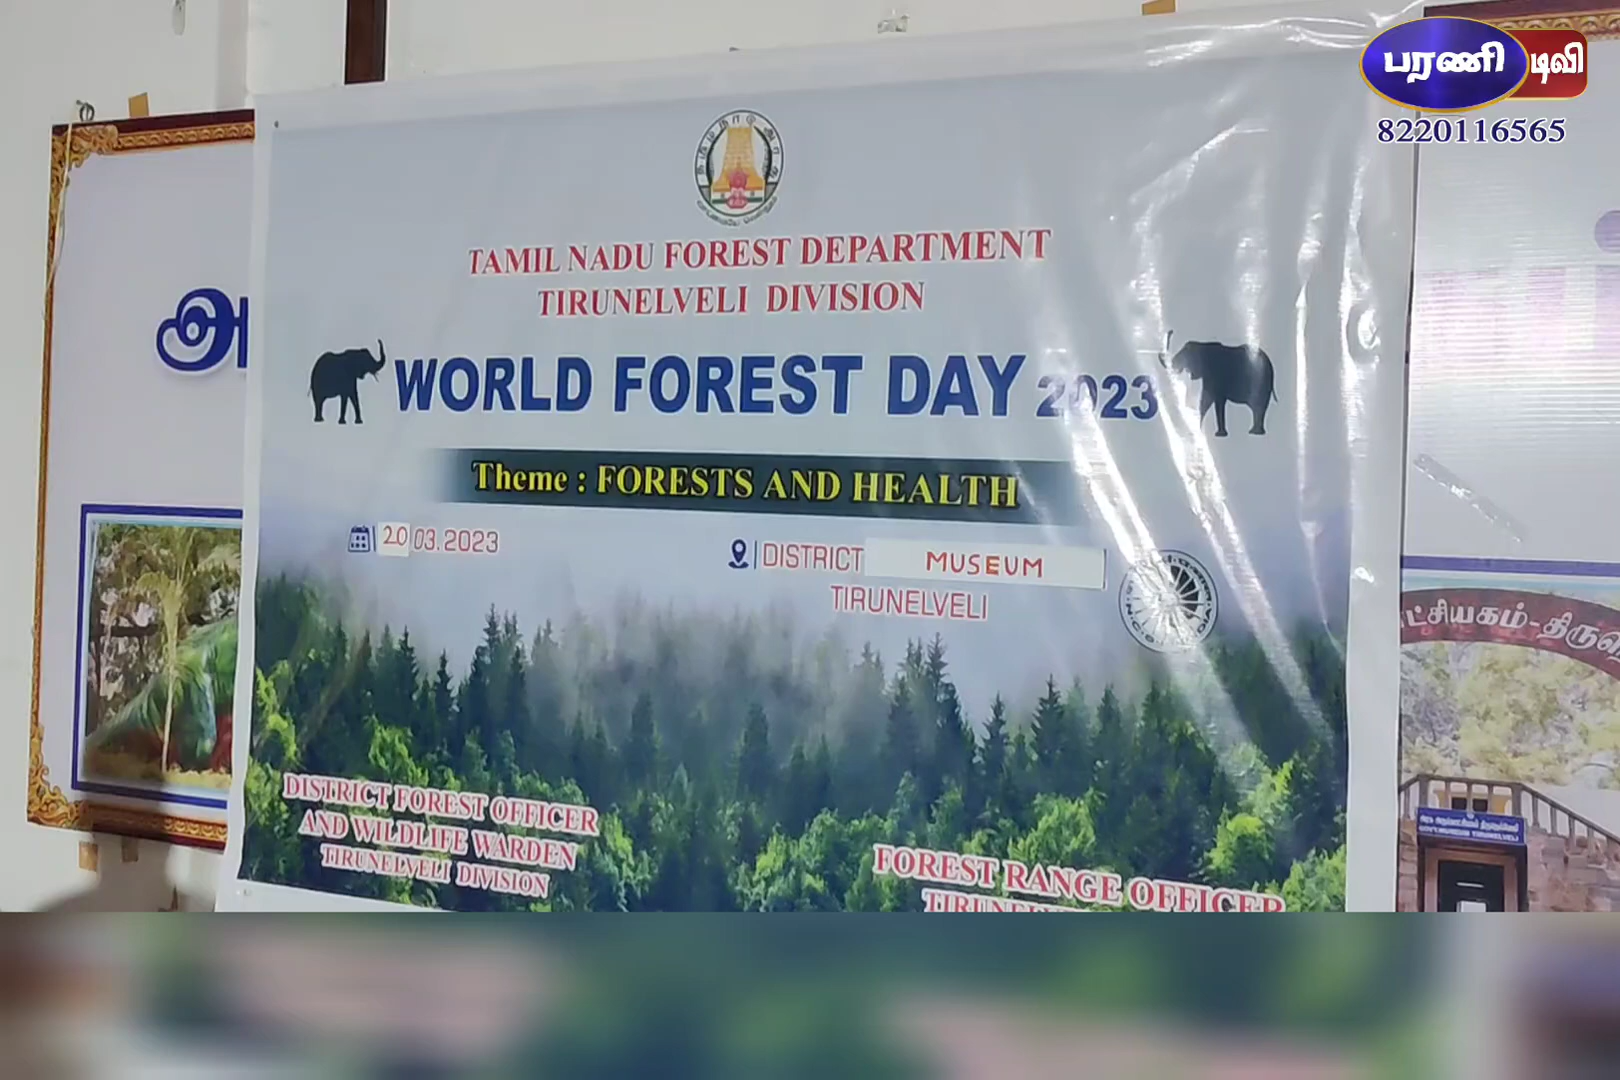 பரணி டிவி
8220116565
TAMIL NADU FOREST DEPARTMENT
TIRUNELVELI DIVISION
WORLD FOREST DAY 2023
Theme : FORESTS AND HEALTH
20 03.2023
DISTRICT MUSEUM
TIRUNELVELI
DISTRICT FOREST OFFICER
AND WILDLIFE WARDEN
TIRUNELVELI DIVISION
FOREST RANGE OFFICER